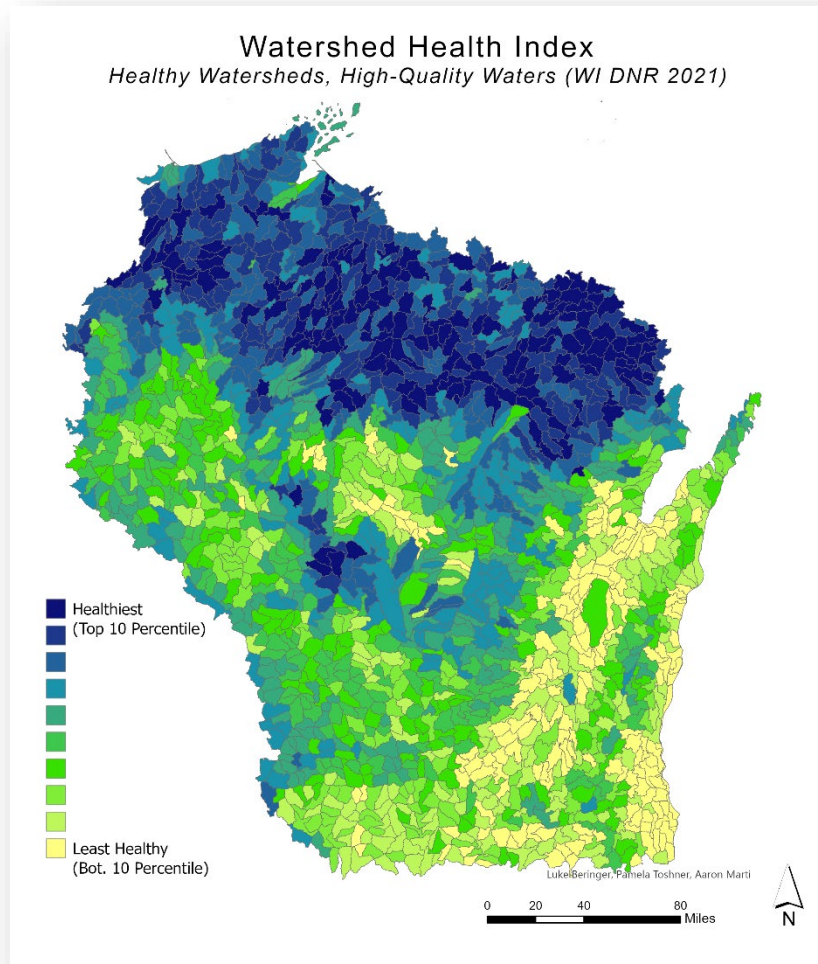 Watershed Health Index
Healthy Watersheds, High-Quality Waters (WI DNR 2021)
Healthiest
(Top 10 Percentile)
Least Healthy
(Bot. 10 Percentile)
Luke Beringer, Pamela Toshner, Aaron Marti
0 20 40 80 Miles
N